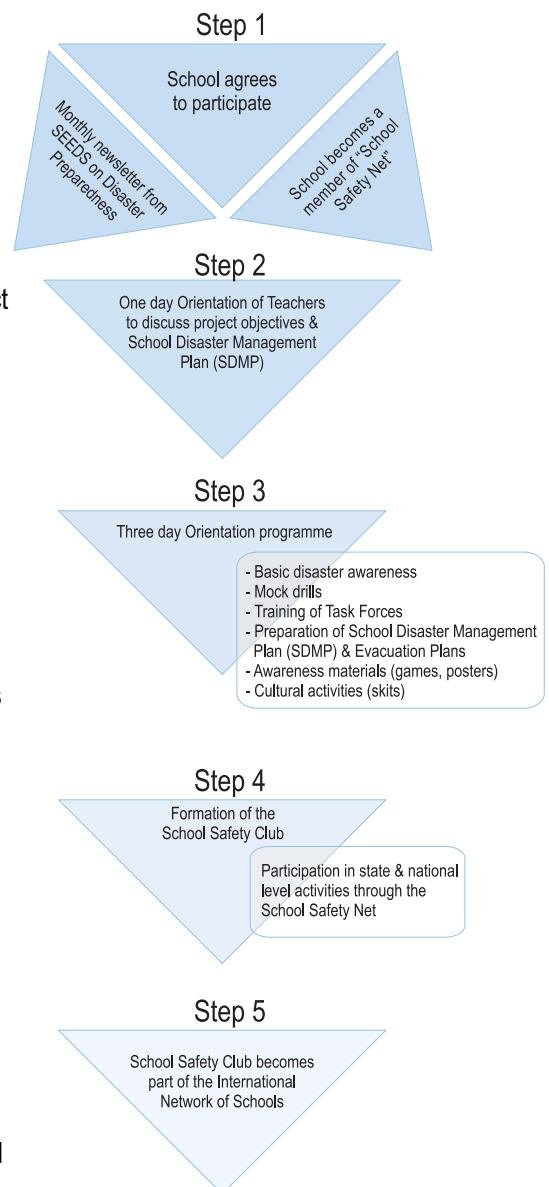 Step 1
School agrees
to participate
Monthly newsletter from
SEEDS on Disaster
Preparedness
School becomes a
member of “School
Safety Net”
Step 2
ct
One day Orientation of Teachers
to discuss project objectives &
School Disaster Management
Plan (SDMP)
Step 3
Three day Orientation programme
- Basic disaster awareness
- Mock drills
- Training of Task Forces
- Preparation of School Disaster Management
Plan (SDMP) & Evacuation Plans
- Awareness materials (games, posters)
- Cultural activities (skits)
s
Step 4
Formation of the
School Safety Club
Participation in state & national
level activities through the
School Safety Net
Step 5
School Safety Club becomes
part of the International
Network of Schools